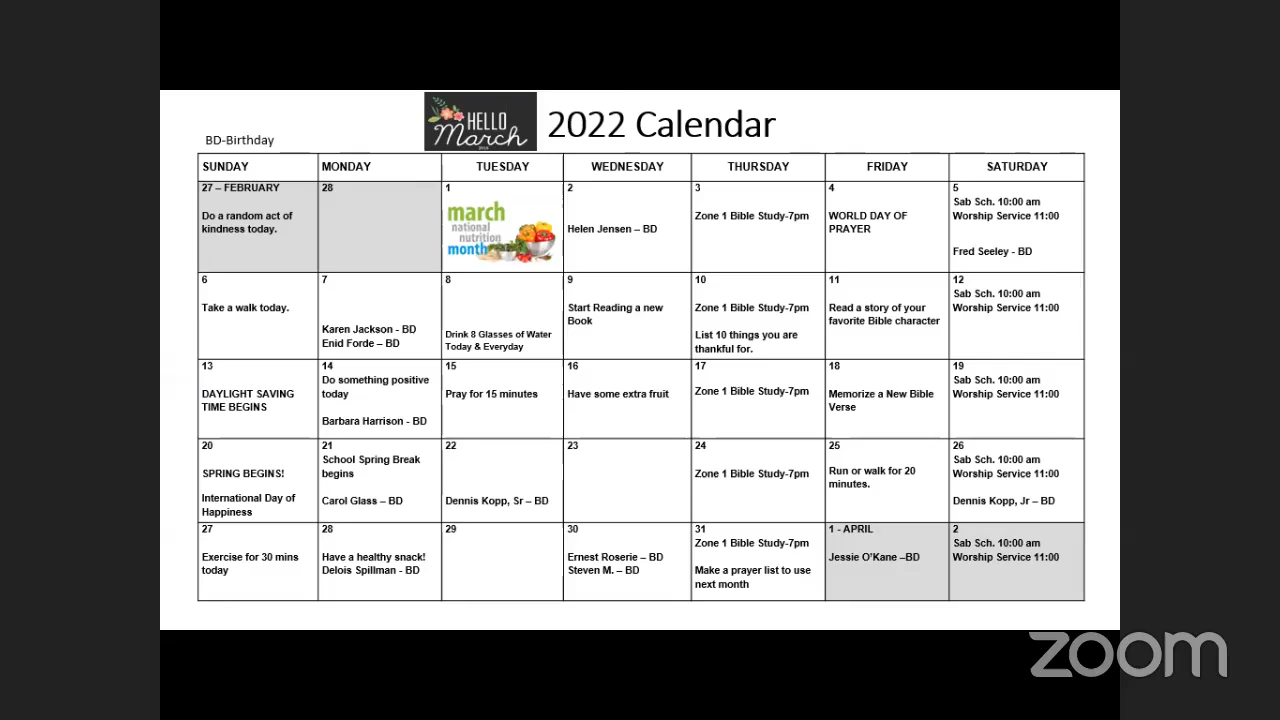 HELLO
March
2022 Calendar
BD-Birthday
SUNDAY
MONDAY
TUESDAY
WEDNESDAY
THURSDAY
FRIDAY
SATURDAY
27 – FEBRUARY
Do a random act of
kindness today.
28
1
march
national
nutrition
month
2
Helen Jensen – BD
3
Zone 1 Bible Study-7pm
4
WORLD DAY OF
PRAYER
5
Sab Sch. 10:00 am
Worship Service 11:00
Fred Seeley - BD
6
Take a walk today.
7
Karen Jackson - BD
Enid Forde – BD
8
Drink 8 Glasses of Water
Today & Everyday
9
Start Reading a new
Book
10
Zone 1 Bible Study-7pm
List 10 things you are
thankful for.
11
Read a story of your
favorite Bible character
12
Sab Sch. 10:00 am
Worship Service 11:00
13
DAYLIGHT SAVING
TIME BEGINS
14
Do something positive
today
Barbara Harrison - BD
15
Pray for 15 minutes
16
Have some extra fruit
17
Zone 1 Bible Study-7pm
18
Memorize a New Bible
Verse
19
Sab Sch. 10:00 am
Worship Service 11:00
20
SPRING BEGINS!
International Day of
Happiness
21
School Spring Break
begins
Carol Glass – BD
22
Dennis Kopp, Sr – BD
23
24
Zone 1 Bible Study-7pm
25
Run or walk for 20
minutes.
26
Sab Sch. 10:00 am
Worship Service 11:00
Dennis Kopp, Jr – BD
27
Exercise for 30 mins
today
28
Have a healthy snack!
Delois Spillman - BD
29
30
Ernest Roserie – BD
Steven M. – BD
31
Zone 1 Bible Study-7pm
Make a prayer list to use
next month
1 - APRIL
Jessie O'Kane –BD
2
Sab Sch. 10:00 am
Worship Service 11:00
zoom